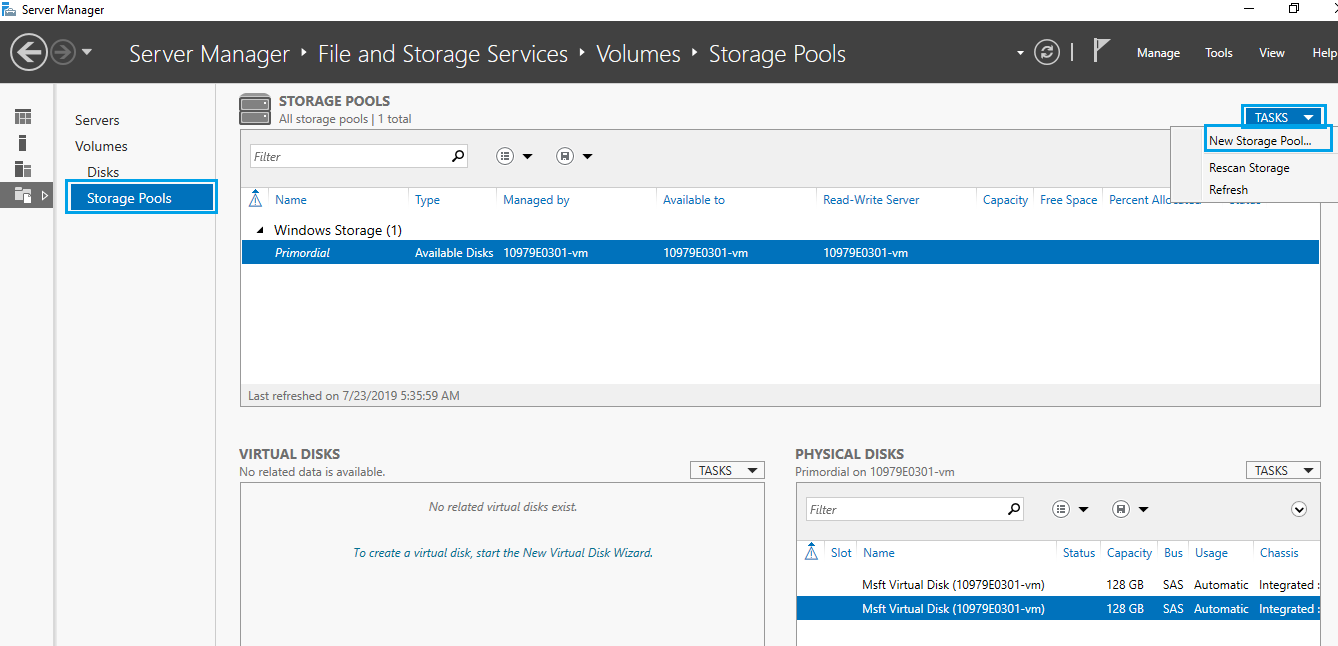 Server Manager
Server Manager ‣ File and Storage Services ‣ Volumes ‣ Storage Pools
Manage Tools View Help
Servers
Volumes
Disks
Storage Pools
STORAGE POOLS
All storage pools | 1 total
TASKS
New Storage Pool...
Rescan Storage
Refresh
Filter
Name Type Managed by Available to Read-Write Server Capacity Free Space Percent
Windows Storage (1)
Primordial Available Disks 10979E0301-vm 10979E0301-vm 10979E0301-vm
Last refreshed on 7/23/2019 5:35:59 AM
VIRTUAL DISKS
No related data is available.
TASKS
No related virtual disks exist.
To create a virtual disk, start the New Virtual Disk Wizard.
PHYSICAL DISKS
Primordial on 10979E0301-vm
TASKS
Filter
Slot Name Status Capacity Bus Usage Chassis
Msft Virtual Disk (10979E0301-vm) 128 GB SAS Automatic Integrated :
Msft Virtual Disk (10979E0301-vm) 128 GB SAS Automatic Integrated :